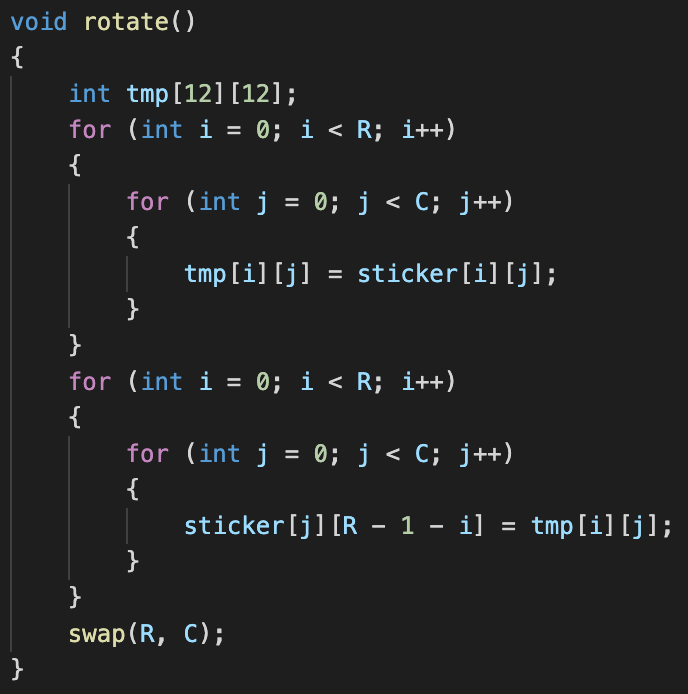 void rotate()
{
    int tmp[12][12];
    for (int i = 0; i < R; i++)
    {
        for (int j = 0; j < C; j++)
        {
            tmp[i][j] = sticker[i][j];
        }
    }
    for (int i = 0; i < R; i++)
    {
        for (int j = 0; j < C; j++)
        {
            sticker[j][R - 1 - i] = tmp[i][j];
        }
    }
    swap(R, C);
}